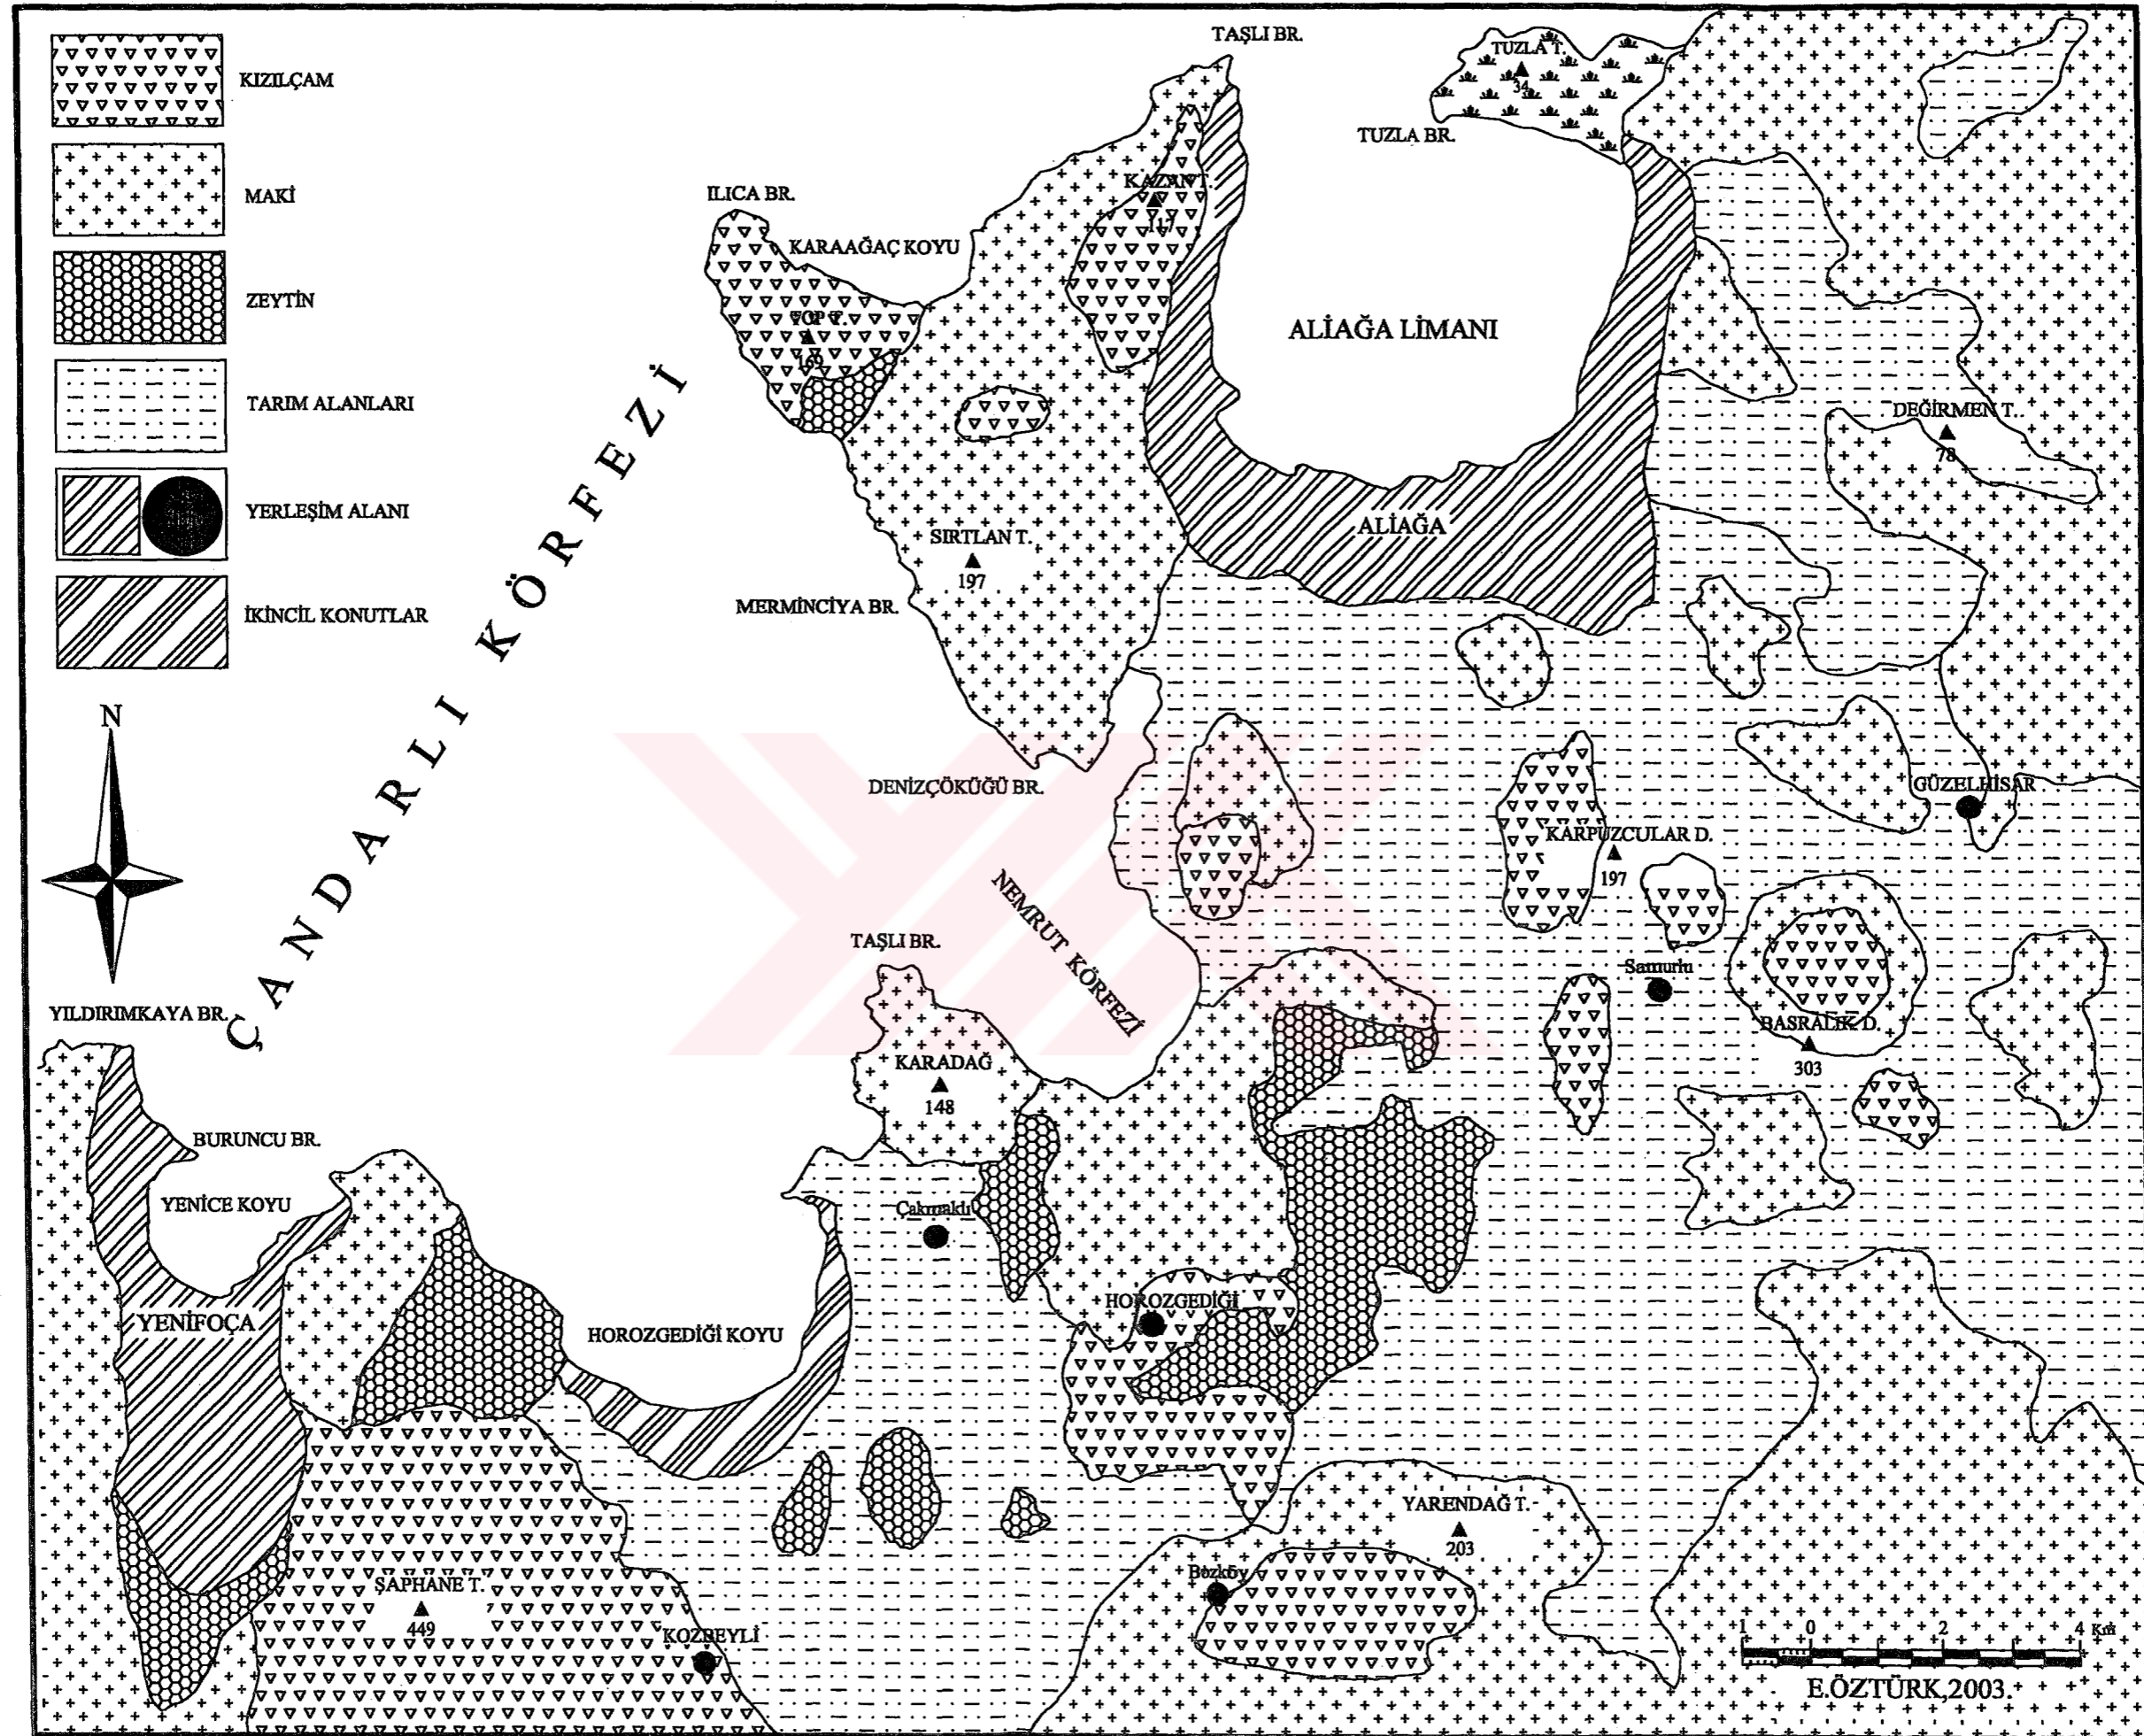 KIZILÇAM
MAKİ
ZEYTİN
TARIM ALANLARI
YERLEŞİM ALANI
İKİNCİL KONUTLAR
N
TAŞLI BR.
TUZLA T.
34
TUZLA BR.
KAZAN T.
117
ILICA BR.
KARAAĞAÇ KOYU
TOP T.
169
ALİAĞA LİMANI
DEĞİRMEN T.
78
ALİAĞA
SIRTLAN T.
197
MERMİNCİYA BR.
ÇANDARLI KÖRFEZİ
DENİZÇÖKÜĞÜ BR.
GÜZELHİSAR
KARPUZCULAR D.
197
NEMRUT KÖRFEZİ
TAŞLI BR.
Samurlu
YILDIRIMKAYA BR.
BASRALIK D.
303
KARADAĞ
148
BURUNCU BR.
YENİCE KOYU
Çakmaklı
HOROZGEDİĞİ
YENİFOÇA
HOROZGEDİĞİ KOYU
YARENDAĞ T.
203
Bozköy
ŞAPHANE T.
449
KOZBEYLİ
1 0 2 4 Km
E.ÖZTÜRK,2003.